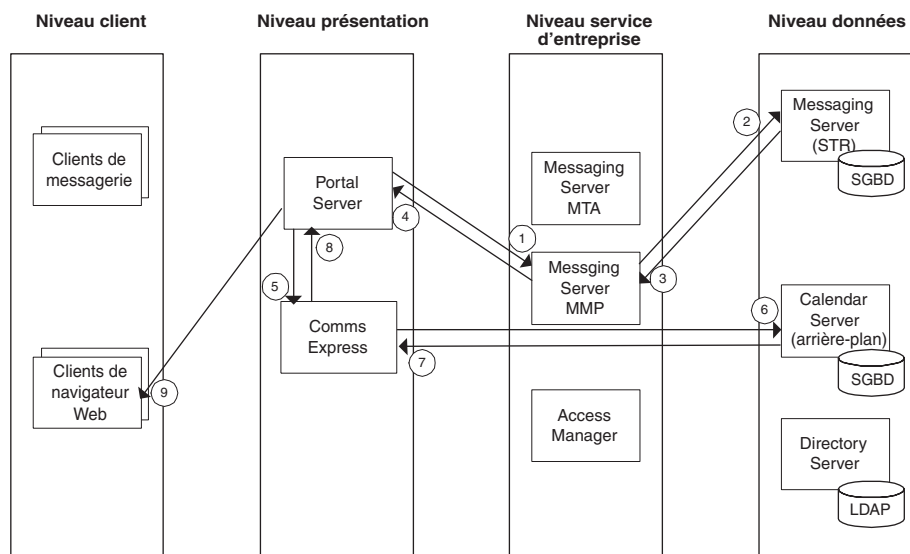 Niveau client
Niveau présentation
Niveau service
d'entreprise
Niveau données
Clients de
messagerie
Clients de
navigateur
Web
9
Portal
Server
4
8
5
Comms
Express
7
Messaging
Server
MTA
1
Messging
Server
MMP
3
Access
Manager
2
Messaging
Server
(STR)
SGBD
6
Calendar
Server
(arrière-plan)
SGBD
Directory
Server
LDAP